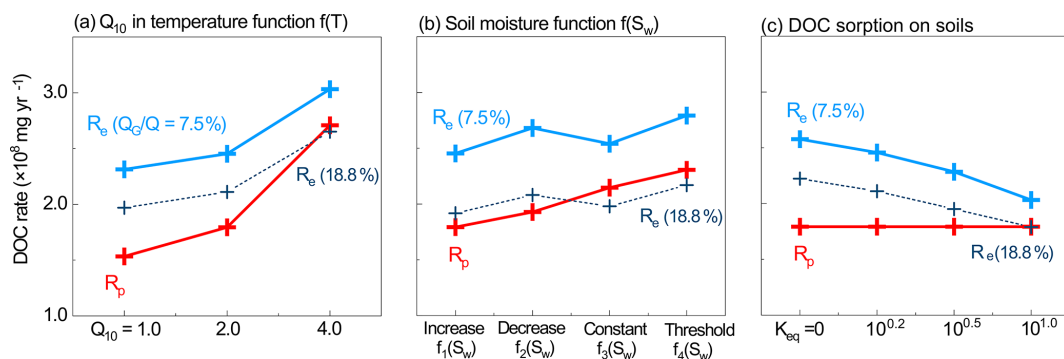 (a) Q10 in temperature function f(T)
(b) Soil moisture function f(Sw)
(c) DOC sorption on soils
DOC rate (×10⁸ mg yr⁻¹)
3.0
2.0
1.0
Re (QG/Q = 7.5%)
Re (18.8%)
Rp
Q10 = 1.0
2.0
4.0
Re (7.5%)
Re (18.8%)
Rp
Increase
f1(Sw)
Decrease
f2(Sw)
Constant
f3(Sw)
Threshold
f4(Sw)
Re (7.5%)
Rp
Re(18.8%)
Keq =0
10^0.2
10^0.5
10^1.0